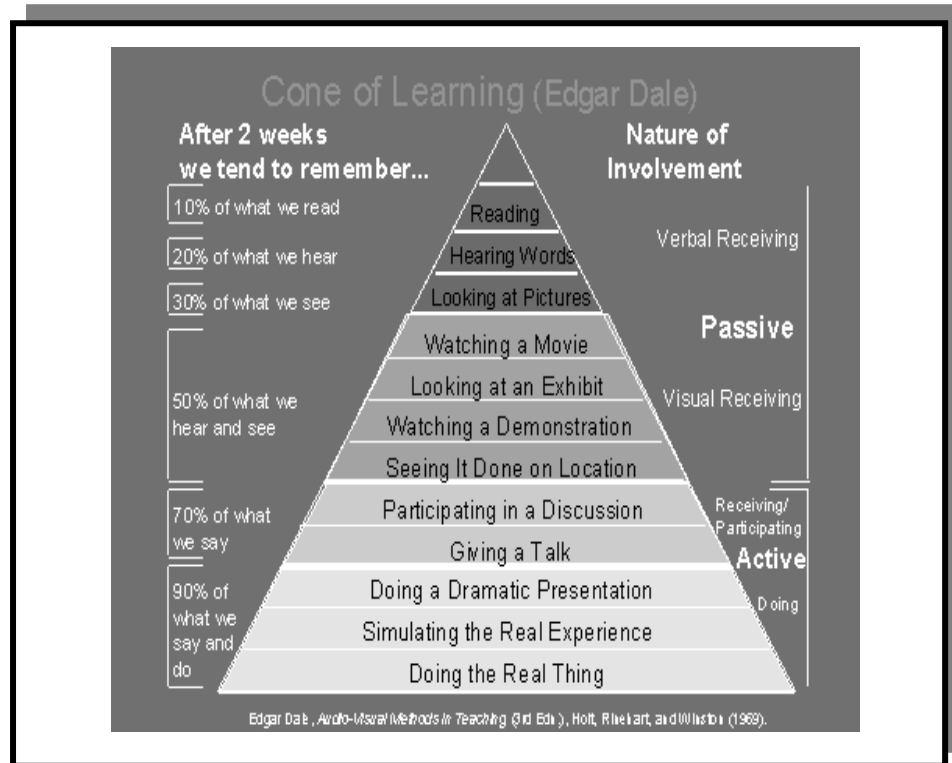 Cone of Learning (Edgar Dale)
After 2 weeks
we tend to remember...
Nature of
Involvement
10% of what we read
20% of what we hear
30% of what we see
50% of what we
hear and see
70% of what
we say
90% of
what we
say and
do
Reading
Hearing Words
Looking at Pictures
Watching a Movie
Looking at an Exhibit
Watching a Demonstration
Seeing It Done on Location
Participating in a Discussion
Giving a Talk
Doing a Dramatic Presentation
Simulating the Real Experience
Doing the Real Thing
Verbal Receiving
Passive
Visual Receiving
Receiving/
Participating
Active
Doing
Edgar Dale, Audio-Visual Methods in Teaching (3rd Edn.), Holt, Rinehart, and Winston (1969).